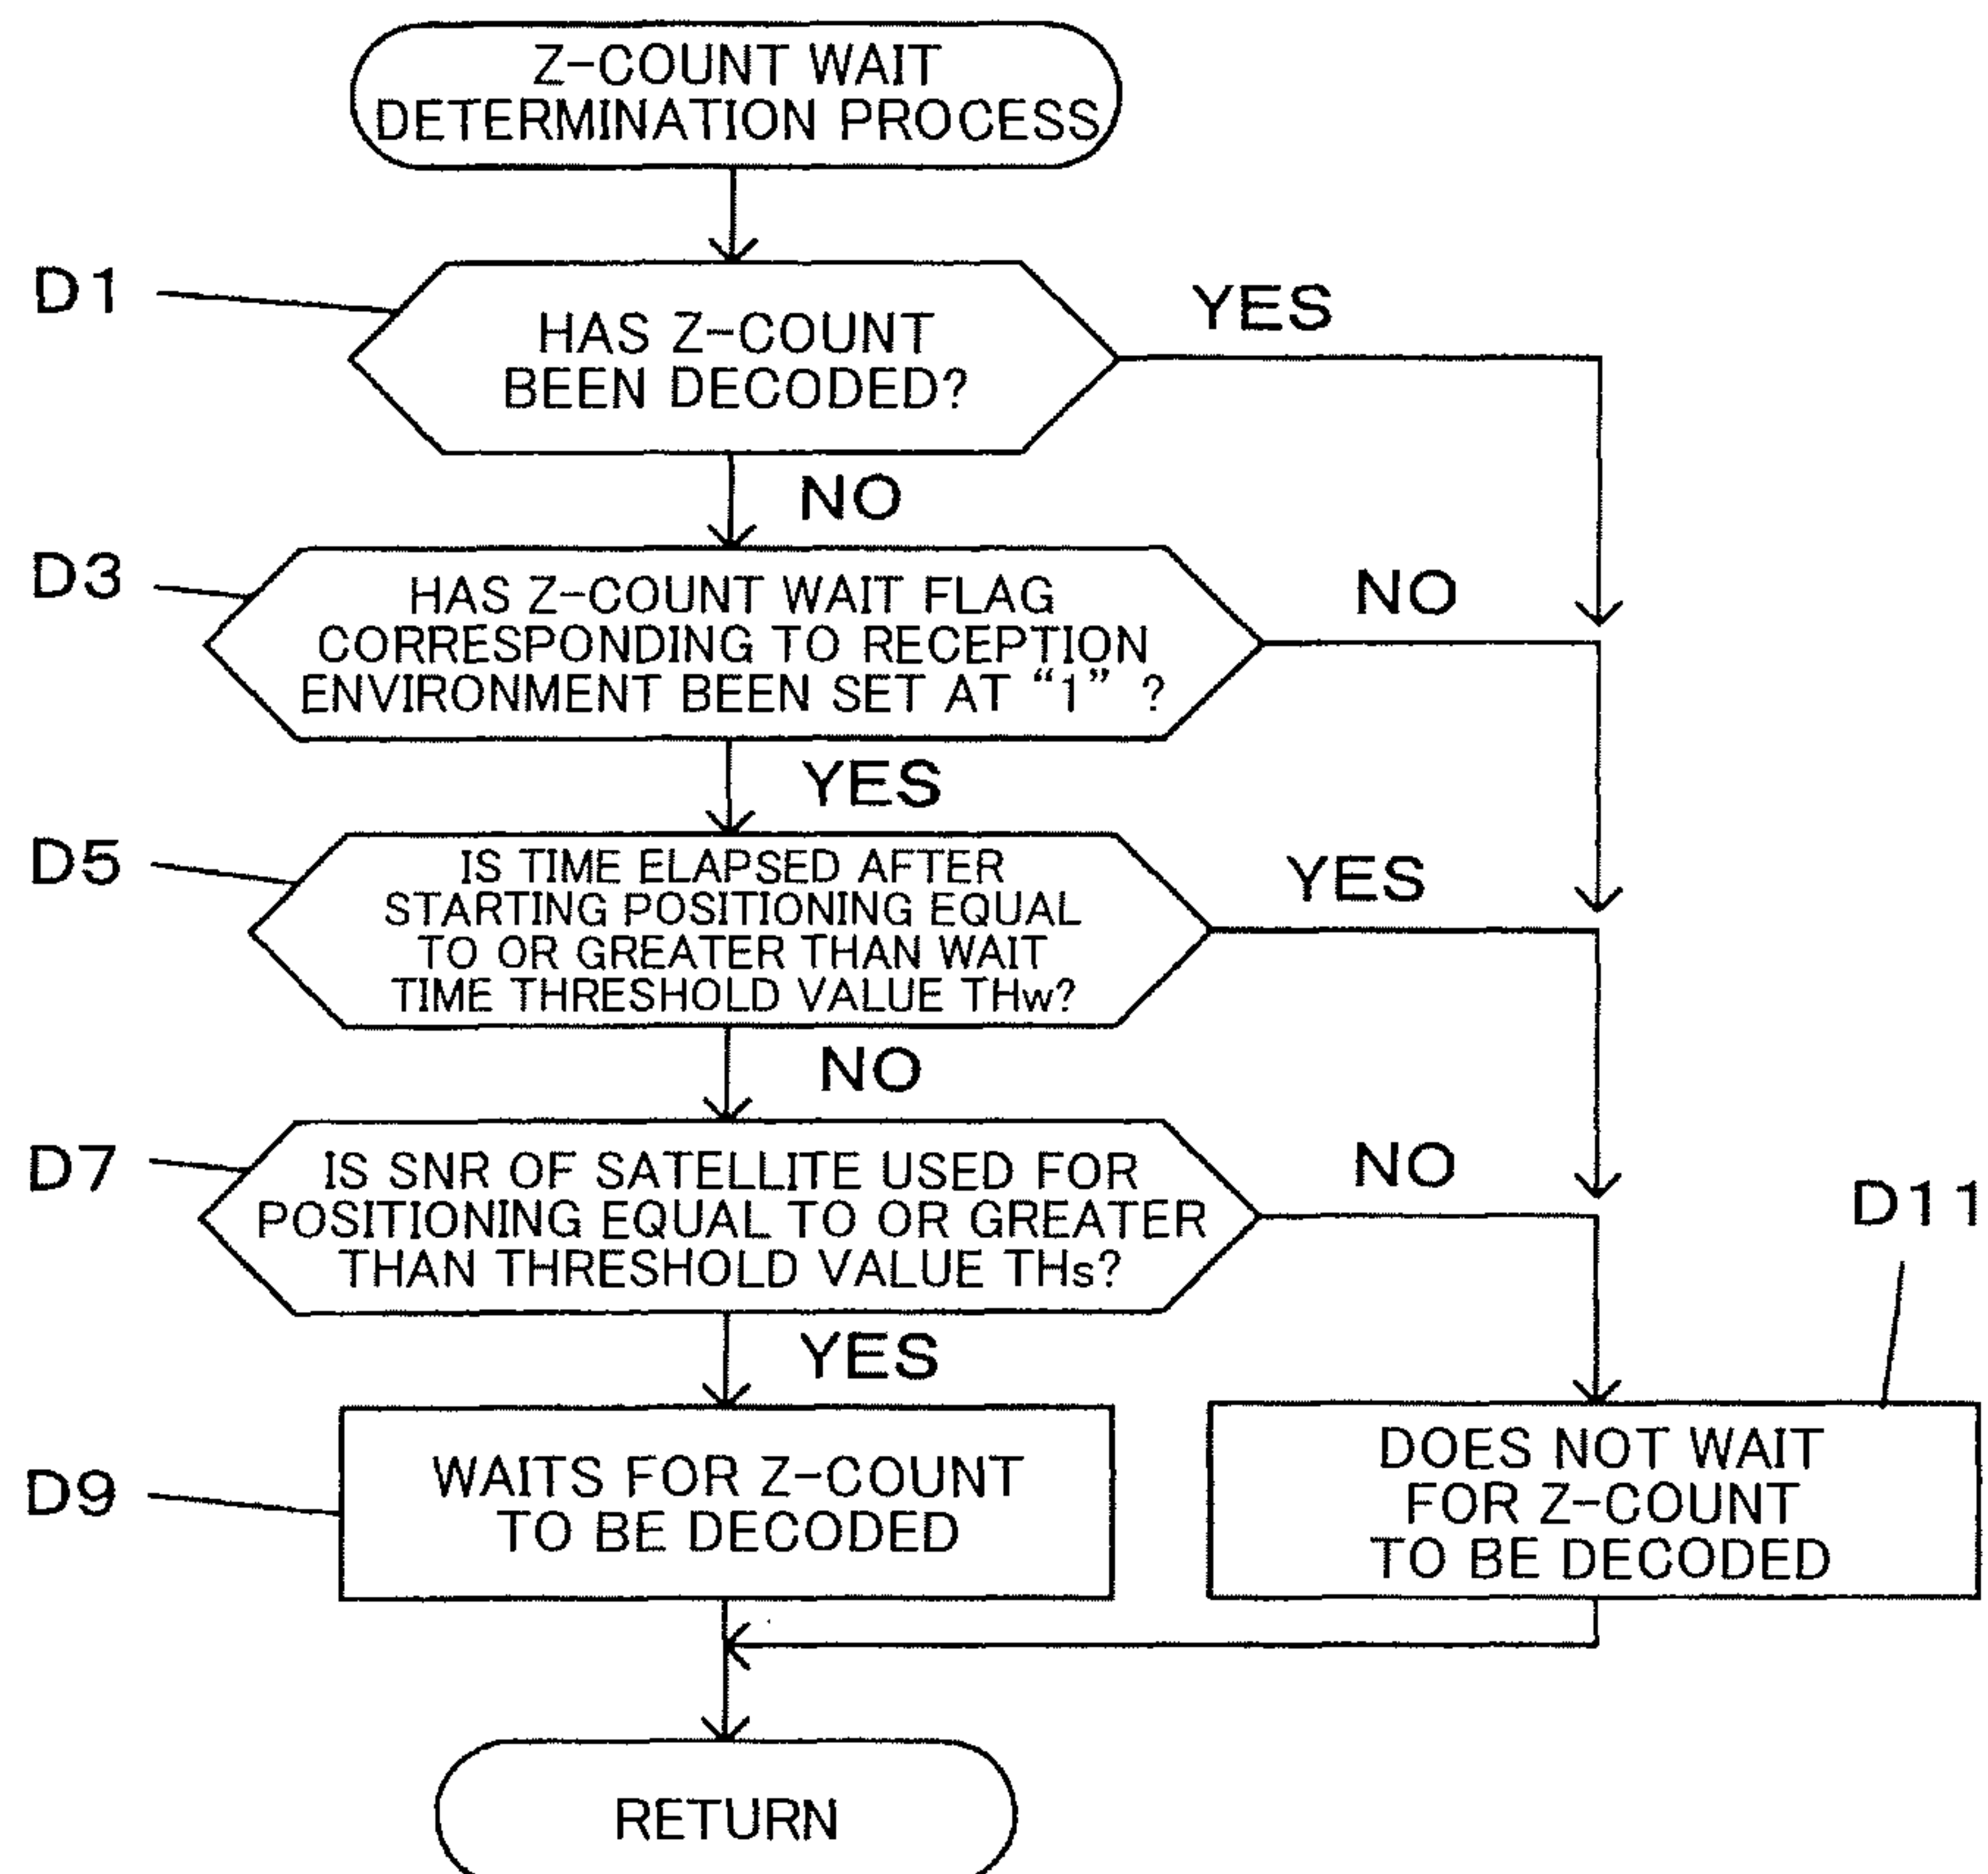 Z-COUNT WAIT
DETERMINATION PROCESS
D1
HAS Z-COUNT
BEEN DECODED?
YES
NO
D3
HAS Z-COUNT WAIT FLAG
CORRESPONDING TO RECEPTION
ENVIRONMENT BEEN SET AT “1” ?
NO
YES
D5
IS TIME ELAPSED AFTER
STARTING POSITIONING EQUAL
TO OR GREATER THAN WAIT
TIME THRESHOLD VALUE THw?
YES
NO
D7
IS SNR OF SATELLITE USED FOR
POSITIONING EQUAL TO OR GREATER
THAN THRESHOLD VALUE THs?
NO
D11
YES
D9
WAITS FOR Z-COUNT
TO BE DECODED
DOES NOT WAIT
FOR Z-COUNT
TO BE DECODED
RETURN